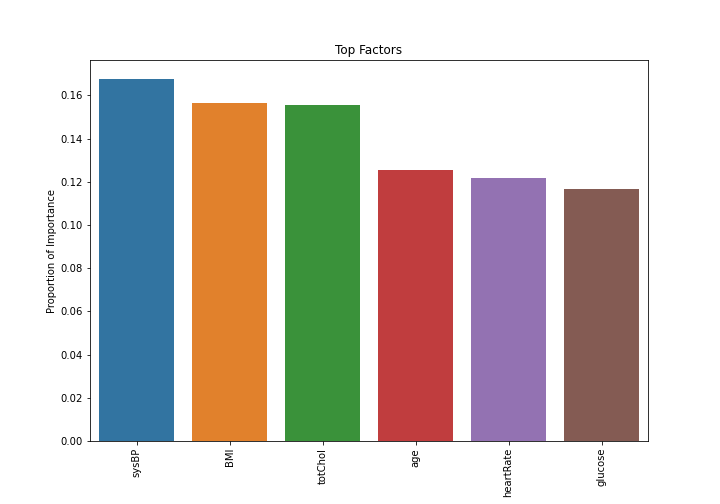 Top Factors
Proportion of Importance
0.16
0.14
0.12
0.10
0.08
0.06
0.04
0.02
0.00
sysBP
BMI
totChol
age
heartRate
glucose